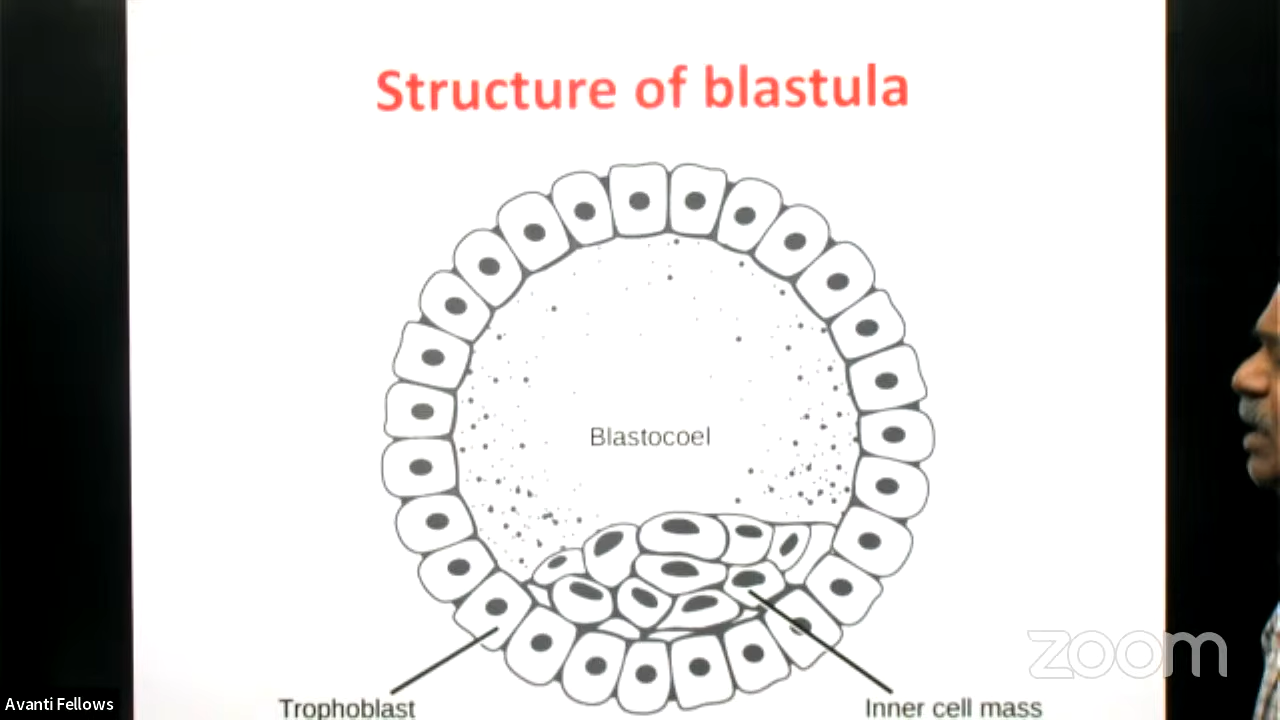 Structure of blastula
Blastocoel
Trophoblast
Inner cell mass
zoom
Avanti Fellows